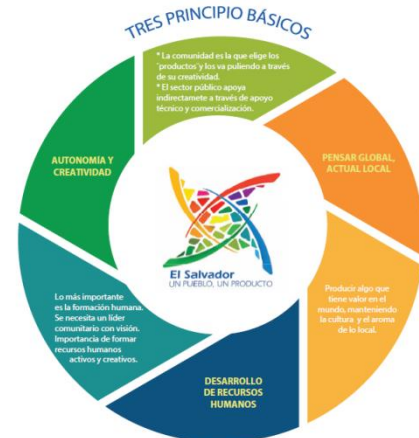 TRES PRINCIPIO BÁSICOS
* La comunidad es la que elige los
´productos´ y los va puliendo a través
de su creatividad.
* El sector público apoya
indirectamete a través de apoyo
técnico y comercialización.
AUTONOMÍA Y
CREATIVIDAD
PENSAR GLOBAL,
ACTUAL LOCAL
El Salvador
UN PUEBLO, UN PRODUCTO
Lo más importante
es la formación humana.
Se necesita un líder
comunitario con visión.
Importancia de formar
recursos humanos
activos y creativos.
Producir algo que
tiene valor en el
mundo, manteniendo
la cultura y el aroma
de lo local.
DESARROLLO
DE RECURSOS
HUMANOS